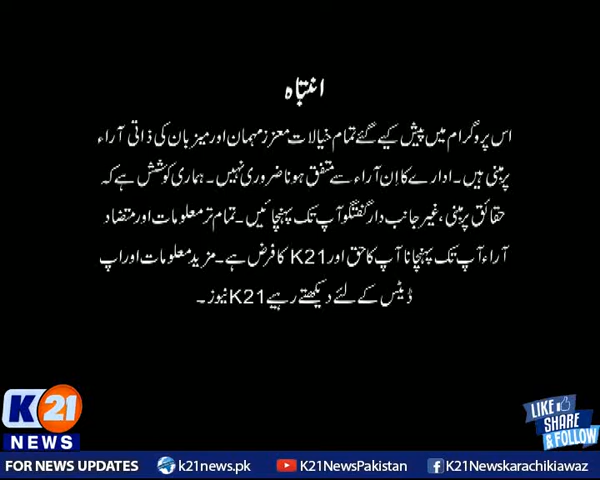 انتباہ
اس پروگرام میں پیش کیے گئے تمام خیالات معزز مہمان اور میزبان کی ذاتی آراء
پر مبنی ہیں۔ ادارے کا ان آراء سے متفق ہونا ضروری نہیں۔ ہماری کوشش ہے کہ
حقائق پر مبنی، غیر جانب دار گفتگو آپ تک پہنچائیں۔ تمام تر معلومات اور متضاد
آراء آپ تک پہنچانا آپ کا حق اور K21 کا فرض ہے۔ مزید معلومات اور اپ
ڈیٹس کے لئے دیکھتے رہیے K21 نیوز۔
K21
NEWS
LIKE
SHARE
& FOLLOW
FOR NEWS UPDATES k21news.pk K21NewsPakistan K21Newskarachikiawaz